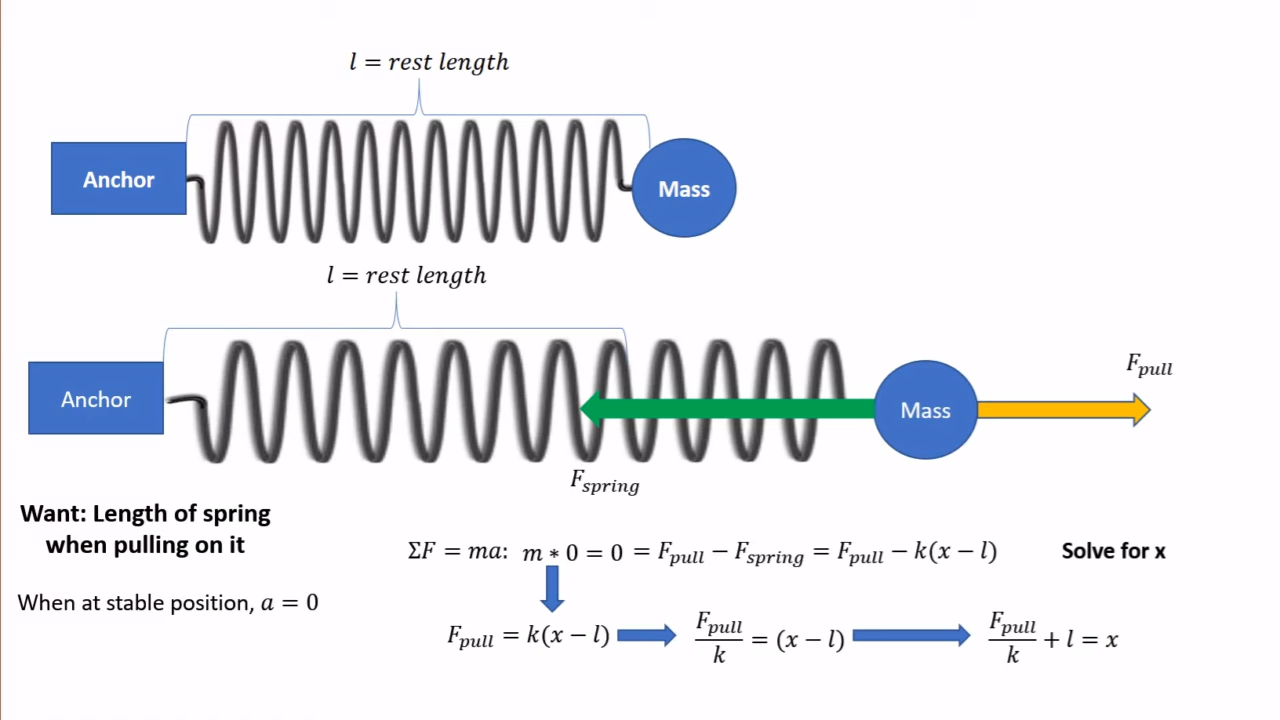 l = rest length
Anchor
Mass
l = rest length
F_pull
Anchor
Mass
F_spring
Want: Length of spring
when pulling on it
ΣF = ma: m * 0 = 0 = F_pull − F_spring = F_pull − k(x − l)
Solve for x
When at stable position, a = 0
F_pull = k(x − l)
F_pull/k = (x − l)
F_pull/k + l = x